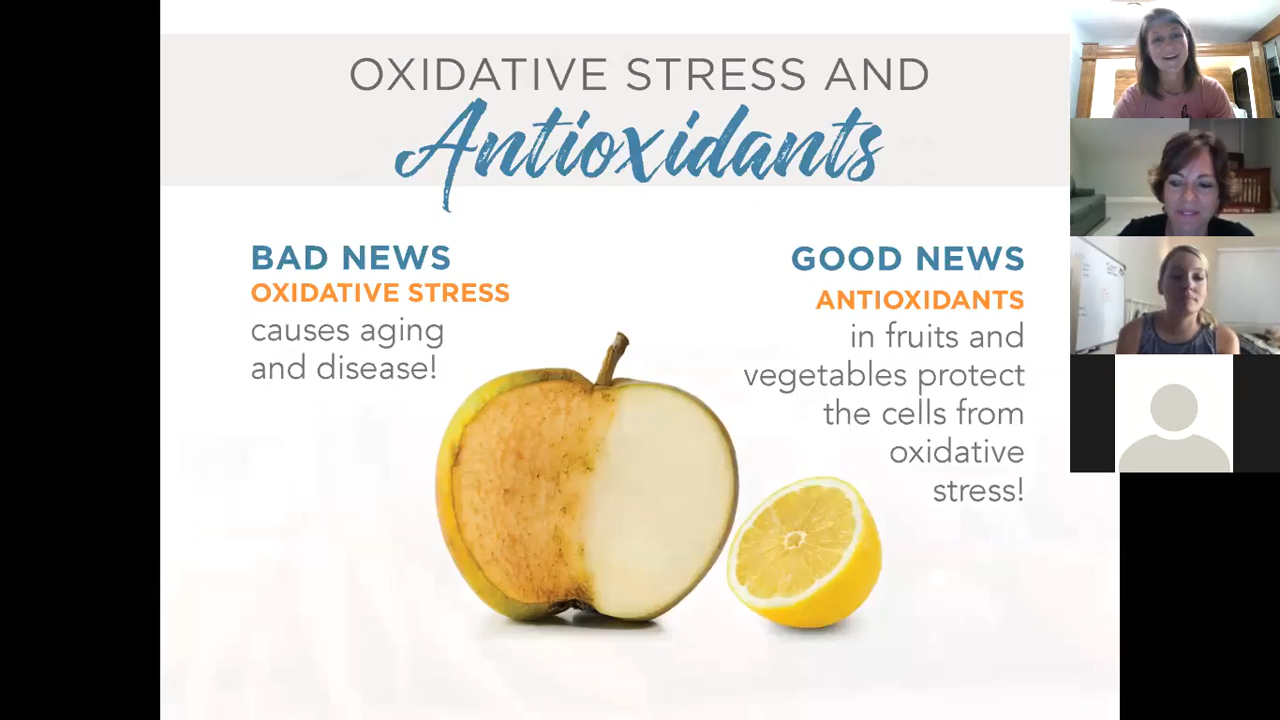 OXIDATIVE STRESS AND
Antioxidants
BAD NEWS
OXIDATIVE STRESS
causes aging
and disease!
GOOD NEWS
ANTIOXIDANTS
in fruits and
vegetables protect
the cells from
oxidative
stress!